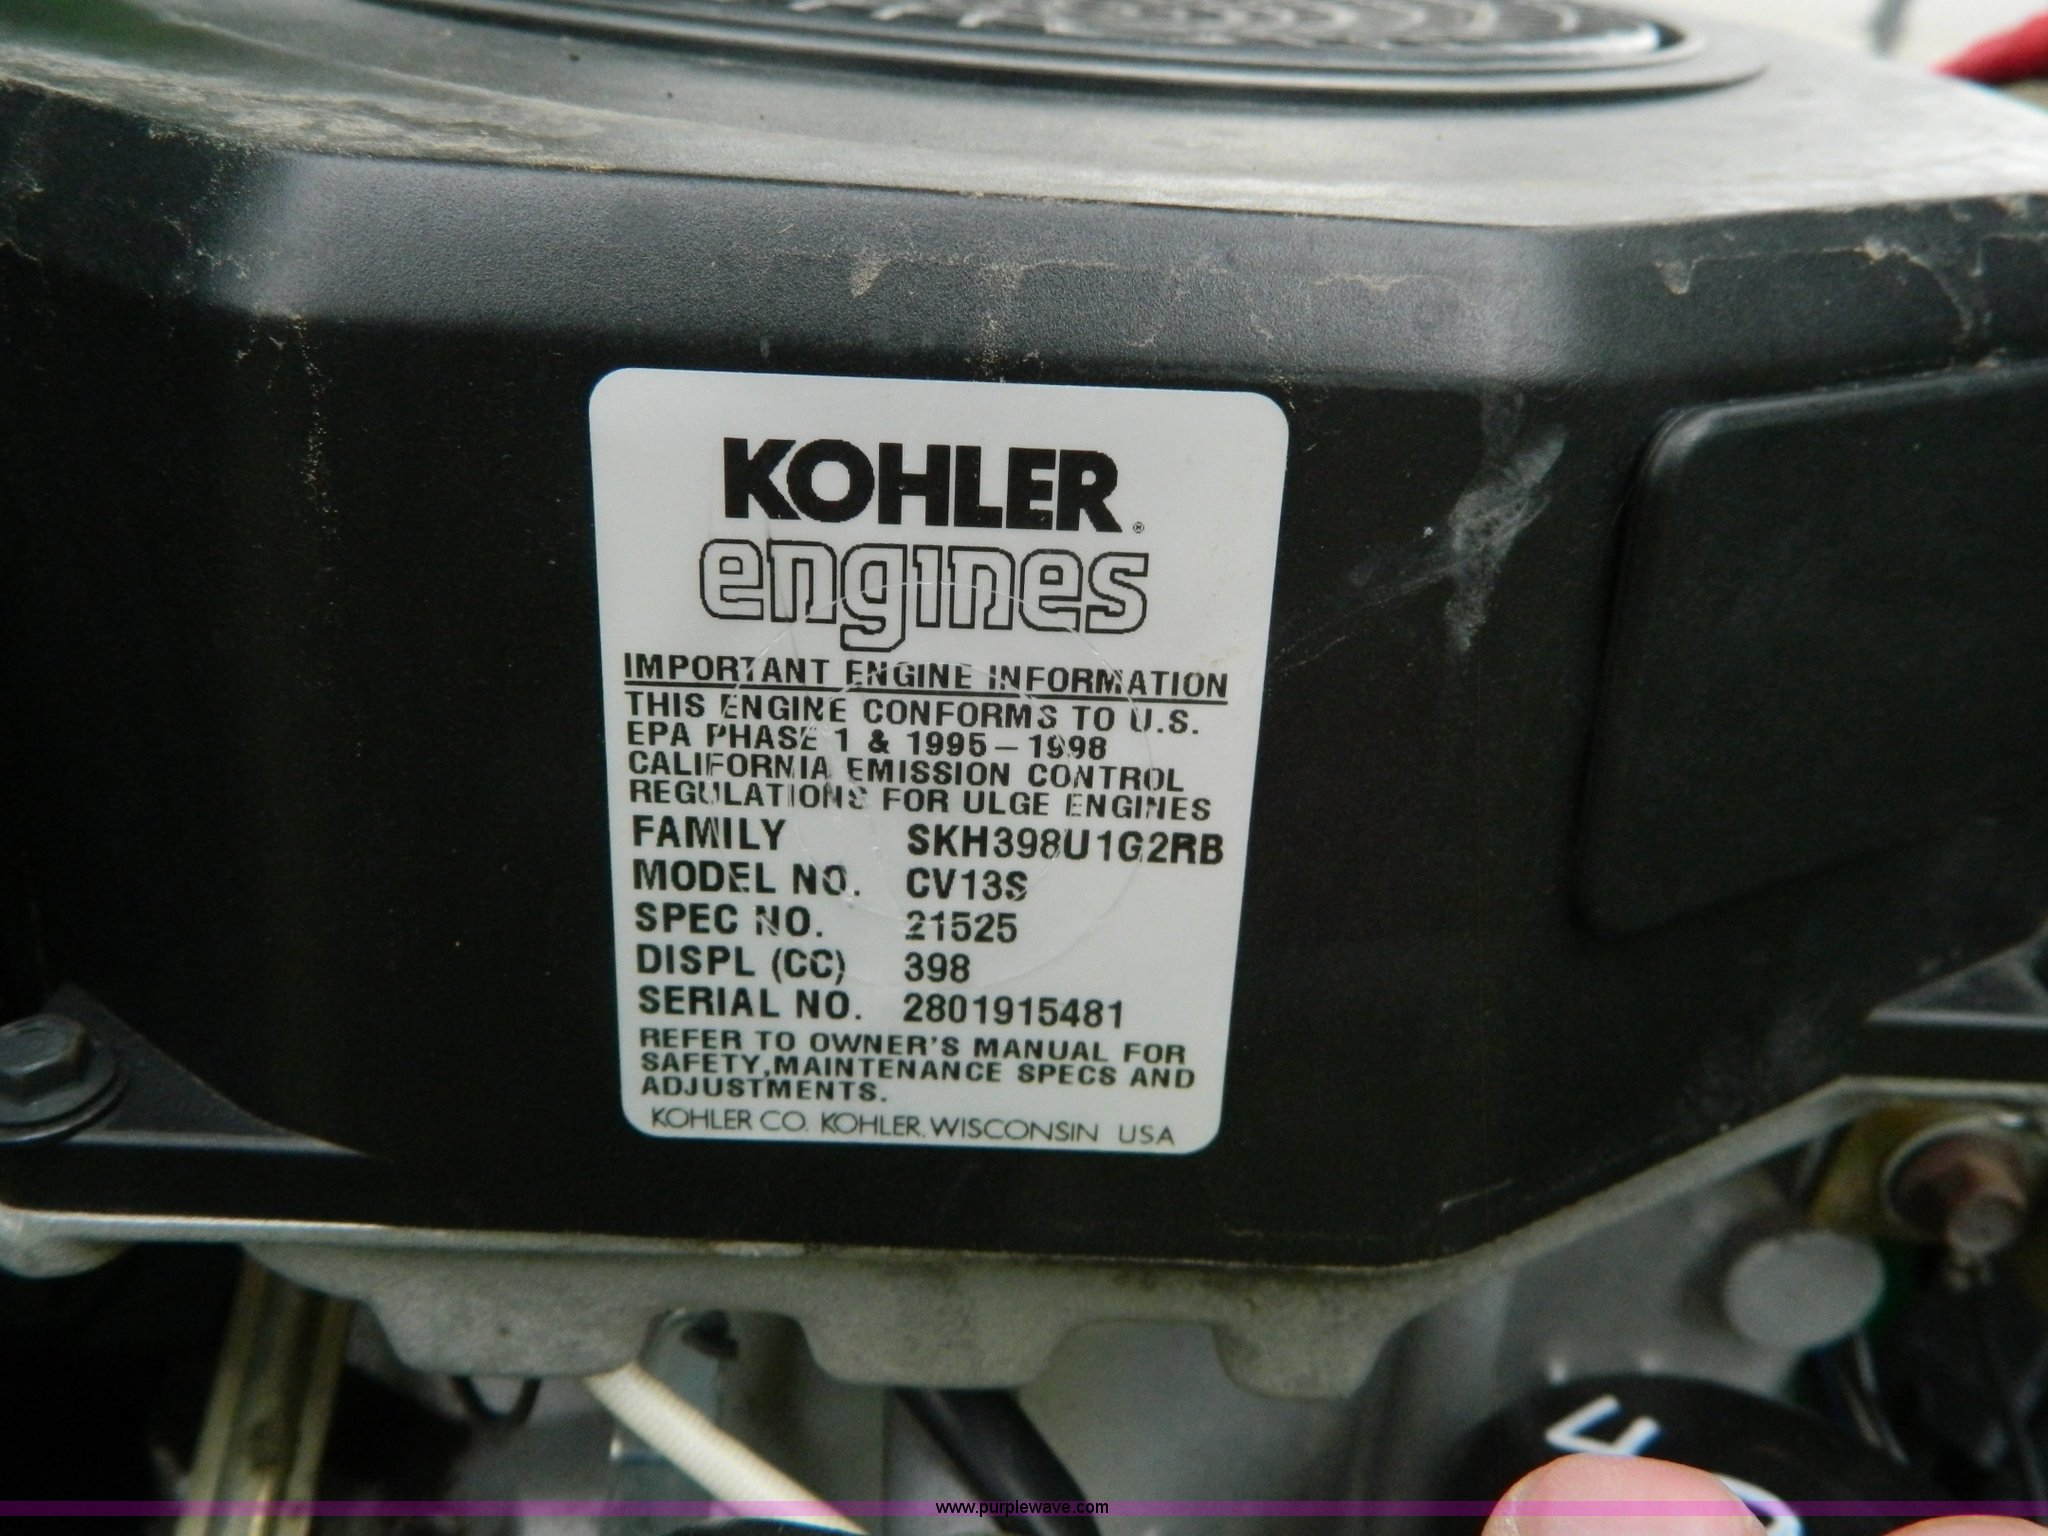 KOHLER®
engines
IMPORTANT ENGINE INFORMATION
THIS ENGINE CONFORMS TO U.S.
EPA PHASE 1 & 1995-1998
CALIFORNIA EMISSION CONTROL
REGULATIONS FOR ULGE ENGINES
FAMILY SKH398U1G2RB
MODEL NO. CV13S
SPEC NO. 21525
DISPL (CC) 398
SERIAL NO. 2801915481
REFER TO OWNER'S MANUAL FOR
SAFETY,MAINTENANCE SPECS AND
ADJUSTMENTS.
KOHLER CO. KOHLER, WISCONSIN USA
www.purplewave.com